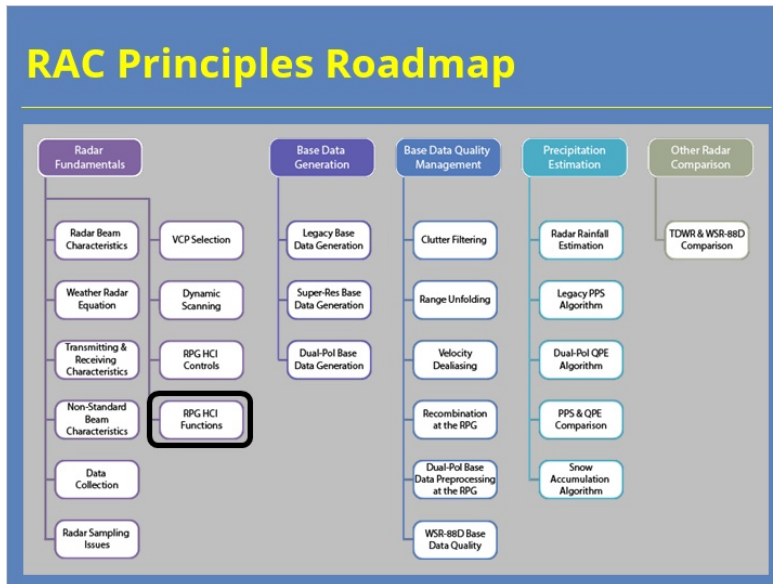 RAC Principles Roadmap
Radar
Fundamentals
Radar Beam
Characteristics
Weather Radar
Equation
Transmitting &
Receiving
Characteristics
Non-Standard
Beam
Characteristics
Data
Collection
Radar Sampling
Issues
VCP Selection
Dynamic
Scanning
RPG HCI
Controls
RPG HCI
Functions
Base Data
Generation
Legacy Base
Data Generation
Super-Res Base
Data Generation
Dual-Pol Base
Data Generation
Base Data Quality
Management
Clutter Filtering
Range Unfolding
Velocity
Dealiasing
Recombination
at the RPG
Dual-Pol Base
Data Preprocessing
at the RPG
WSR-88D Base
Data Quality
Precipitation
Estimation
Radar Rainfall
Estimation
Legacy PPS
Algorithm
Dual-Pol QPE
Algorithm
PPS & QPE
Comparison
Snow
Accumulation
Algorithm
Other Radar
Comparison
TDWR & WSR-88D
Comparison